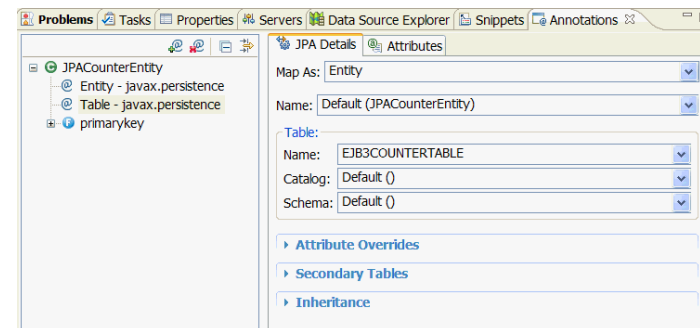 Problems Tasks Properties Servers Data Source Explorer Snippets Annotations
JPA Details Attributes
JPACounterEntity
Entity - javax.persistence
Table - javax.persistence
primarykey
Map As: Entity
Name: Default (JPACounterEntity)
Table:
Name: EJB3COUNTERTABLE
Catalog: Default ()
Schema: Default ()
Attribute Overrides
Secondary Tables
Inheritance